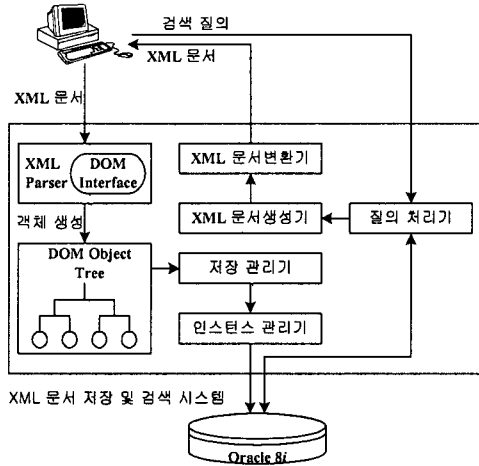 검색 질의
XML 문서
XML 문서
XML
Parser
DOM
Interface
XML 문서변환기
객체 생성
XML 문서생성기
질의 처리기
DOM Object
Tree
저장 관리기
인스턴스 관리기
XML 문서 저장 및 검색 시스템
Oracle 8i